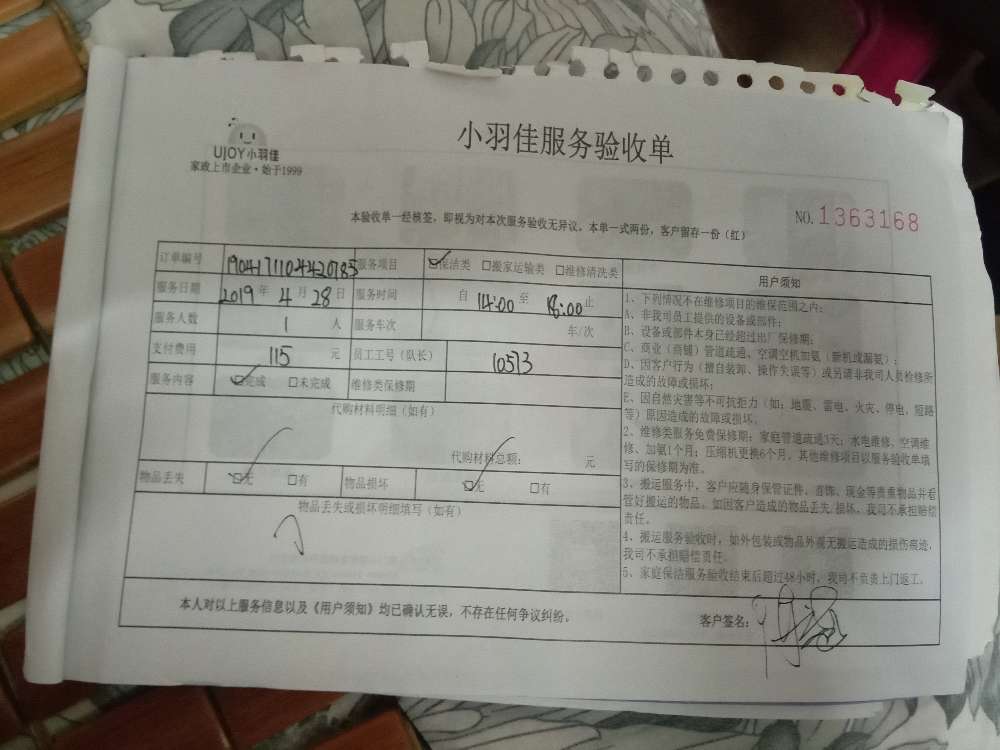 UJOY小羽佳
家政上市企业·始于1999
小羽佳服务验收单
本验收单一经核签，即视为对本次服务验收无异议。本单一式两份，客户留存一份（红）
NO.1363168
订单编号 1904171104420785 服务项目 保洁类 □搬家运输类 □维修清洗类
服务日期 2019年4月28日 服务时间 自14:00至18:00止
服务人数 1人 服务车次 车/次
支付费用 115元 员工工号（队长） 10573
服务内容 完成 □未完成 维修类保修期
代购材料明细（如有）
代购材料总额： 元
物品丢失 无 □有 物品损坏 无 □有
物品丢失或损坏明细填写（如有）
用户须知
1、下列情况不在维修项目的维保范围之内：
A、非我司员工提供的设备或部件；
B、设备或部件本身已经超过出厂保修期；
C、商业（商铺）管道疏通、空调空机加氨（新机或漏氨）；
D、因客户行为（擅自装卸、操作失误等）或另请非我司人员检修所
造成的故障或损坏；
E、因自然灾害等不可抗拒力（如：地震、雷电、火灾、停电、短路
等）原因造成的故障或损坏。
2、维修类服务免费保修期：家庭管道疏通3天；水电维修、空调维
修、加氨1个月；压缩机更换6个月。其他维修项目以服务验收单填
写的保修期为准。
3、搬运服务中，客户应随身保管证件、首饰、现金等贵重物品并看
管好搬运的物品。如因客户造成的物品丢失、损坏，我司不承担赔偿
责任。
4、搬运服务验收时，如外包装或物品外观无搬运造成的损伤痕迹，
我司不承担赔偿责任。
5、家庭保洁服务验收结束后超过48小时，我司不负责上门返工。
本人对以上服务信息以及《用户须知》均已确认无误，不存在任何争议纠纷。
客户签名：